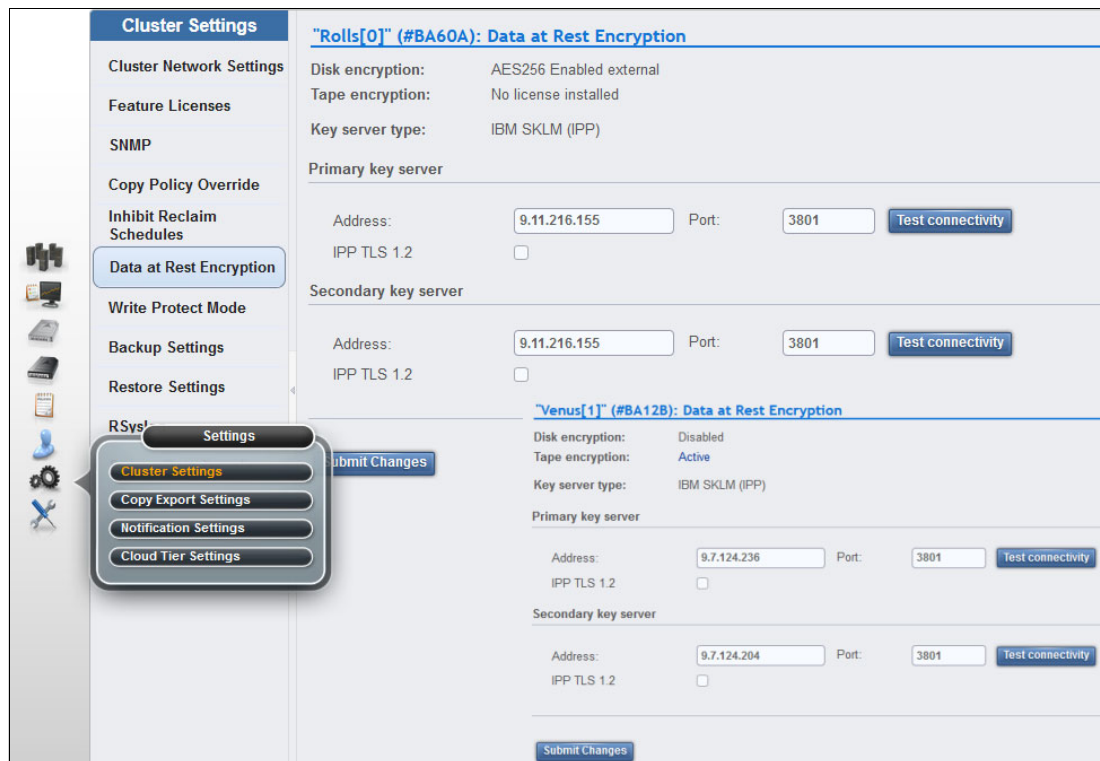 Cluster Settings
Cluster Network Settings
Feature Licenses
SNMP
Copy Policy Override
Inhibit Reclaim
Schedules
Data at Rest Encryption
Write Protect Mode
Backup Settings
Restore Settings
Settings
Cluster Settings
Copy Export Settings
Notification Settings
Cloud Tier Settings
"Rolls[0]" (#BA60A): Data at Rest Encryption
Disk encryption: AES256 Enabled external
Tape encryption: No license installed
Key server type: IBM SKLM (IPP)
Primary key server
Address: 9.11.216.155 Port: 3801 Test connectivity
IPP TLS 1.2
Secondary key server
Address: 9.11.216.155 Port: 3801 Test connectivity
IPP TLS 1.2
ubmit Changes
"Venus[1]" (#BA12B): Data at Rest Encryption
Disk encryption: Disabled
Tape encryption: Active
Key server type: IBM SKLM (IPP)
Primary key server
Address: 9.7.124.236 Port: 3801 Test connectivity
IPP TLS 1.2
Secondary key server
Address: 9.7.124.204 Port: 3801 Test connectivity
IPP TLS 1.2
Submit Changes